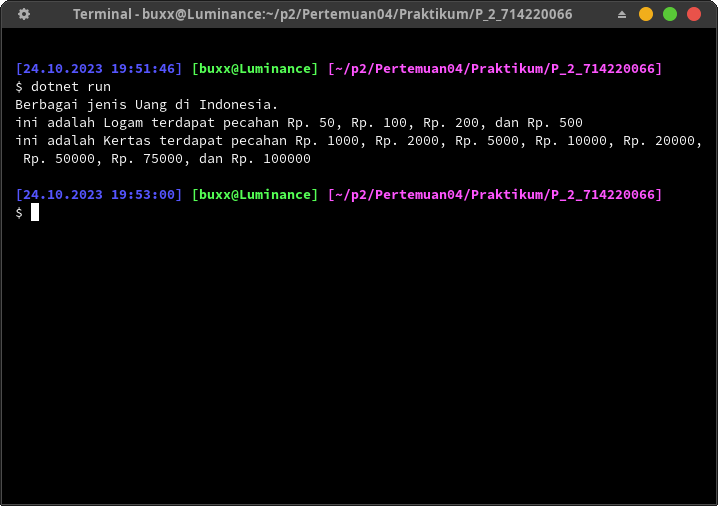 Terminal - buxx@Luminance:~/p2/Pertemuan04/Praktikum/P_2_714220066
[24.10.2023 19:51:46] [buxx@Luminance] [~/p2/Pertemuan04/Praktikum/P_2_714220066]
$ dotnet run
Berbagai jenis Uang di Indonesia.
ini adalah Logam terdapat pecahan Rp. 50, Rp. 100, Rp. 200, dan Rp. 500
ini adalah Kertas terdapat pecahan Rp. 1000, Rp. 2000, Rp. 5000, Rp. 10000, Rp. 20000,
Rp. 50000, Rp. 75000, dan Rp. 100000
[24.10.2023 19:53:00] [buxx@Luminance] [~/p2/Pertemuan04/Praktikum/P_2_714220066]
$